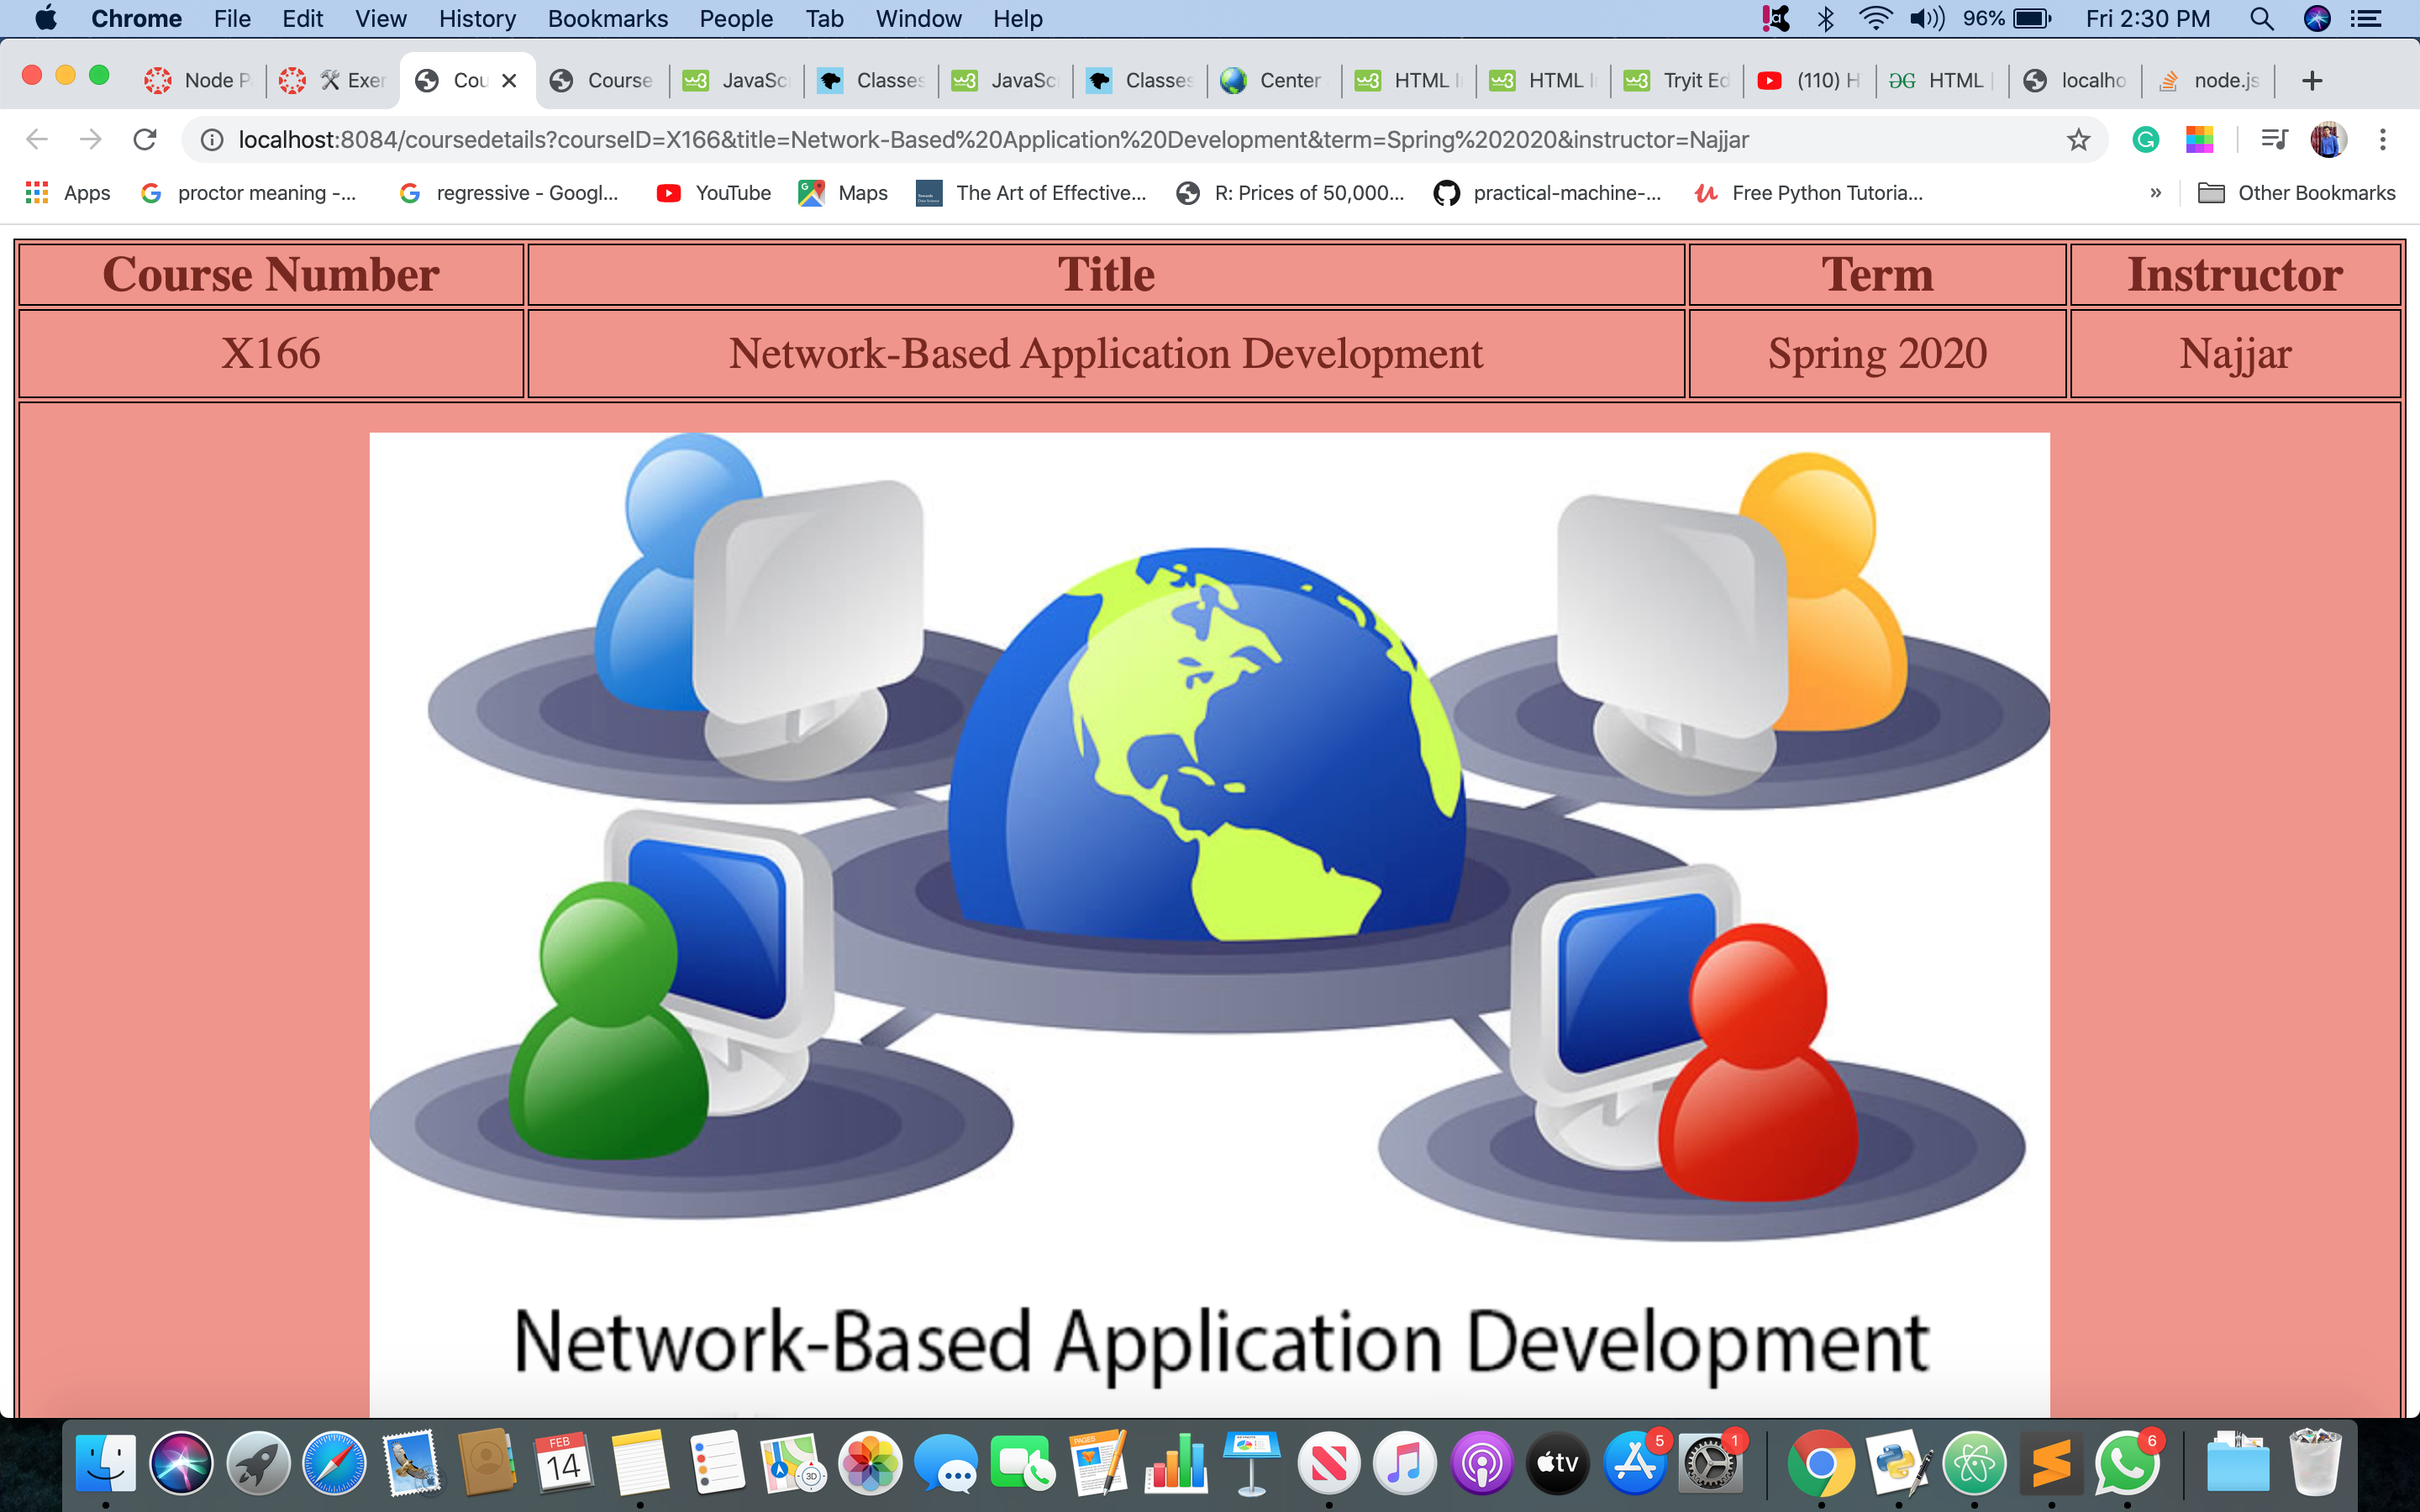 Chrome File Edit View History Bookmarks People Tab Window Help 96% Fri 2:30 PM
Node P Exer Cou Course JavaSc Classes JavaSc Classes Center HTML I HTML I Tryit Ed (110) H ƏG HTML localho node.js
localhost:8084/coursedetails?courseID=X166&title=Network-Based%20Application%20Development&term=Spring%202020&instructor=Najjar
Apps proctor meaning -... regressive - Googl... YouTube Maps The Art of Effective... R: Prices of 50,000... practical-machine-... Free Python Tutoria... » Other Bookmarks
Course Number Title Term Instructor
X166 Network-Based Application Development Spring 2020 Najjar
Network-Based Application Development
FEB
14
3D
PAGES
tv
5
1
6